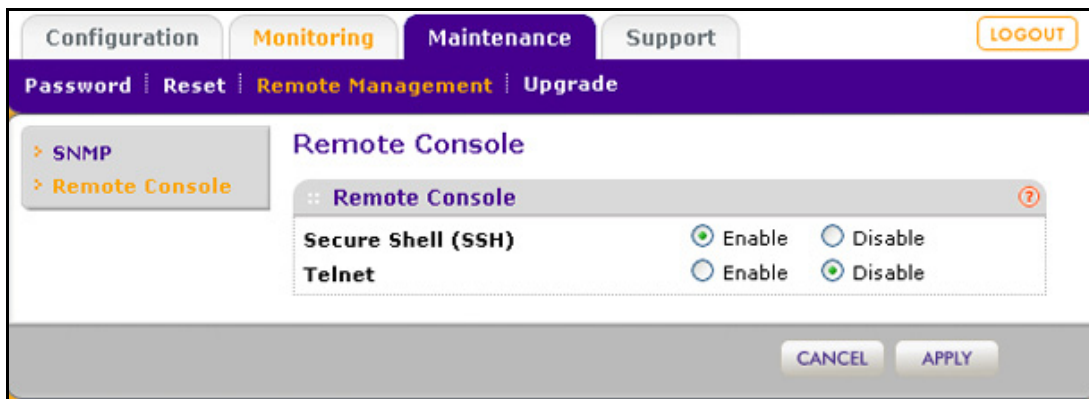 Configuration Monitoring Maintenance Support LOGOUT
Password Reset Remote Management Upgrade
SNMP
Remote Console
Remote Console
Remote Console ?
Secure Shell (SSH) Enable Disable
Telnet Enable Disable
CANCEL APPLY